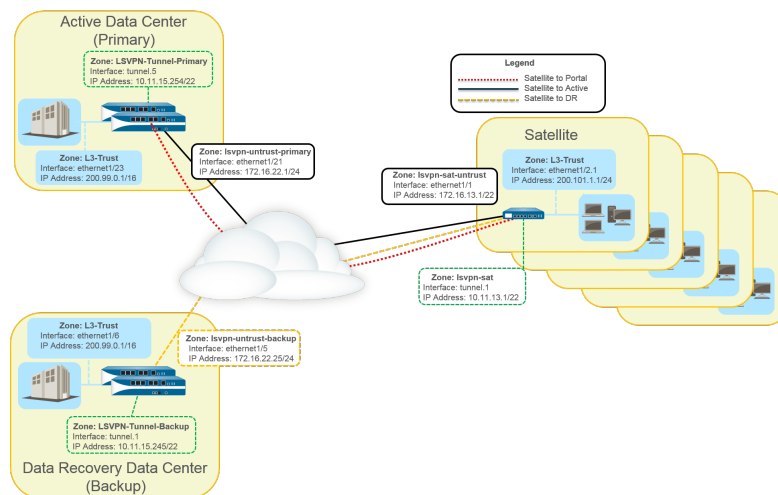 Active Data Center
(Primary)
Zone: LSVPN-Tunnel-Primary
Interface: tunnel.5
IP Address: 10.11.15.254/22
Zone: L3-Trust
Interface: ethernet1/23
IP Address: 200.99.0.1/16
Zone: lsvpn-untrust-primary
Interface: ethernet1/21
IP Address: 172.16.22.1/24
Legend
Satellite to Portal
Satellite to Active
Satellite to DR
Satellite
Zone: lsvpn-sat-untrust
Interface: ethernet1/1
IP Address: 172.16.13.1/22
Zone: L3-Trust
Interface: ethernet1/2.1
IP Address: 200.101.1.1/24
Zone: lsvpn-sat
Interface: tunnel.1
IP Address: 10.11.13.1/22
Zone: L3-Trust
Interface: ethernet1/6
IP Address: 200.99.0.1/16
Zone: lsvpn-untrust-backup
Interface: ethernet1/5
IP Address: 172.16.22.25/24
Zone: LSVPN-Tunnel-Backup
Interface: tunnel.1
IP Address: 10.11.15.245/22
Data Recovery Data Center
(Backup)